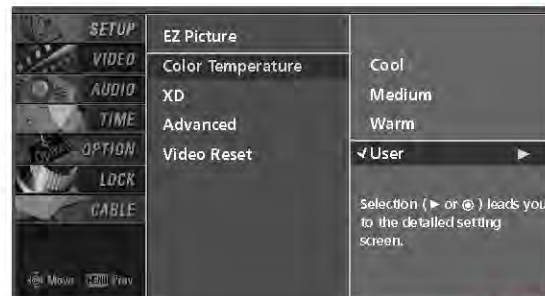 SETUP
VIDEO
AUDIO
TIME
OPTION
LOCK
CABLE
Move MENU Prev
EZ Picture
Color Temperature
XD
Advanced
Video Reset
Cool
Medium
Warm
✓User ▶
Selection (▶ or ◉) leads you
to the detailed setting
screen.